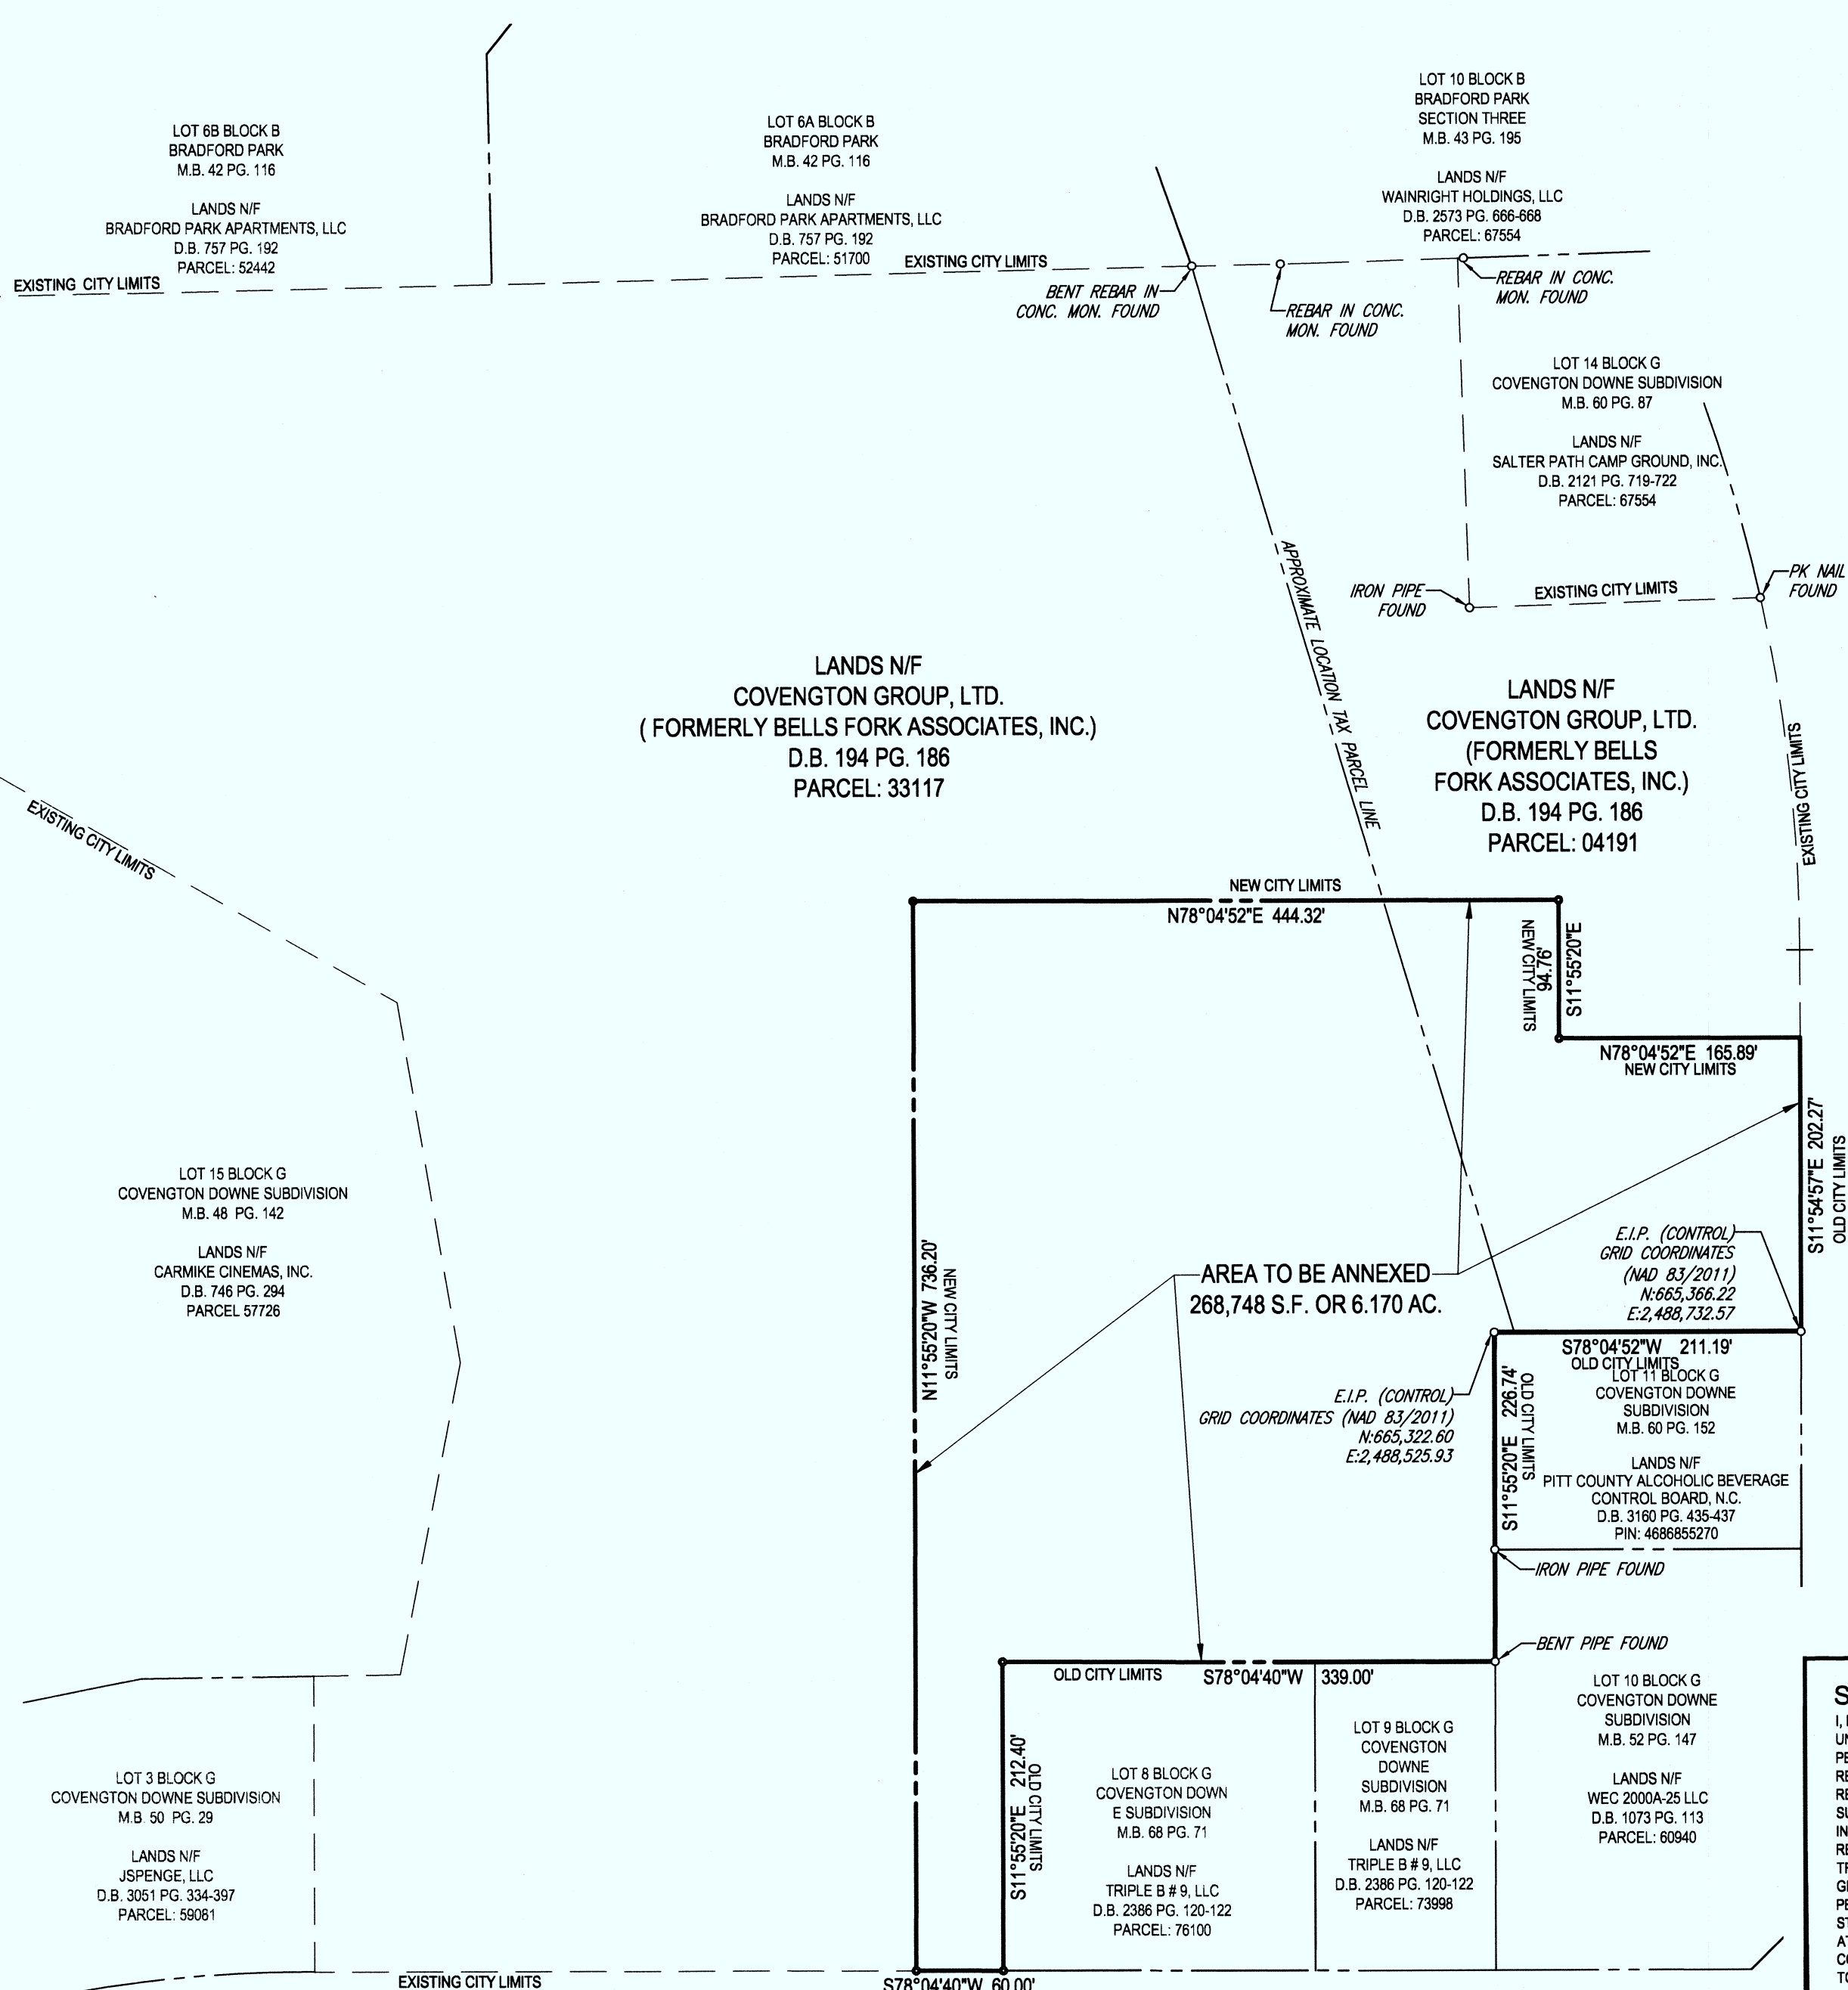 LOT 6B BLOCK B
BRADFORD PARK
M.B. 42 PG. 116
LANDS N/F
BRADFORD PARK APARTMENTS, LLC
D.B. 757 PG. 192
PARCEL: 52442
EXISTING CITY LIMITS
LOT 6A BLOCK B
BRADFORD PARK
M.B. 42 PG. 116
LANDS N/F
BRADFORD PARK APARTMENTS, LLC
D.B. 757 PG. 192
PARCEL: 51700
EXISTING CITY LIMITS
LOT 10 BLOCK B
BRADFORD PARK
SECTION THREE
M.B. 43 PG. 195
LANDS N/F
WAINRIGHT HOLDINGS, LLC
D.B. 2573 PG. 666-668
PARCEL: 67554
BENT REBAR IN
CONC. MON. FOUND
REBAR IN CONC.
MON. FOUND
REBAR IN CONC.
MON. FOUND
LOT 14 BLOCK G
COVENGTON DOWNE SUBDIVISION
M.B. 60 PG. 87
LANDS N/F
SALTER PATH CAMP GROUND, INC.
D.B. 2121 PG. 719-722
PARCEL: 67554
IRON PIPE
FOUND
EXISTING CITY LIMITS
PK NAIL
FOUND
APPROXIMATE LOCATION TAX PARCEL LINE
LANDS N/F
COVENGTON GROUP, LTD.
( FORMERLY BELLS FORK ASSOCIATES, INC.)
D.B. 194 PG. 186
PARCEL: 33117
LANDS N/F
COVENGTON GROUP, LTD.
(FORMERLY BELLS
FORK ASSOCIATES, INC.)
D.B. 194 PG. 186
PARCEL: 04191
EXISTING CITY LIMITS
EXISTING CITY LIMITS
NEW CITY LIMITS
N78°04'52"E 444.32'
NEW CITY LIMITS
94.76'
S11°55'20"E
N78°04'52"E 165.89'
NEW CITY LIMITS
S11°54'57"E 202.27'
OLD CITY LIMITS
LOT 15 BLOCK G
COVENGTON DOWNE SUBDIVISION
M.B. 48 PG. 142
LANDS N/F
CARMIKE CINEMAS, INC.
D.B. 746 PG. 294
PARCEL 57726
N11°55'20"W 736.20'
NEW CITY LIMITS
AREA TO BE ANNEXED
268,748 S.F. OR 6.170 AC.
E.I.P. (CONTROL)
GRID COORDINATES
(NAD 83/2011)
N:665,366.22
E:2,488,732.57
S78°04'52"W 211.19'
OLD CITY LIMITS
E.I.P. (CONTROL)
GRID COORDINATES (NAD 83/2011)
N:665,322.60
E:2,488,525.93
S11°55'20"E 226.74'
OLD CITY LIMITS
LOT 11 BLOCK G
COVENGTON DOWNE
SUBDIVISION
M.B. 60 PG. 152
LANDS N/F
PITT COUNTY ALCOHOLIC BEVERAGE
CONTROL BOARD, N.C.
D.B. 3160 PG. 435-437
PIN: 4686855270
IRON PIPE FOUND
BENT PIPE FOUND
OLD CITY LIMITS
S78°04'40"W 339.00'
S11°55'20"E 212.40'
OLD CITY LIMITS
LOT 3 BLOCK G
COVENGTON DOWNE SUBDIVISION
M.B. 50 PG. 29
LANDS N/F
JSPENGE, LLC
D.B. 3051 PG. 334-397
PARCEL: 59081
LOT 8 BLOCK G
COVENGTON DOWN
E SUBDIVISION
M.B. 68 PG. 71
LANDS N/F
TRIPLE B # 9, LLC
D.B. 2386 PG. 120-122
PARCEL: 76100
LOT 9 BLOCK G
COVENGTON
DOWNE
SUBDIVISION
M.B. 68 PG. 71
LANDS N/F
TRIPLE B # 9, LLC
D.B. 2386 PG. 120-122
PARCEL: 73998
LOT 10 BLOCK G
COVENGTON DOWNE
SUBDIVISION
M.B. 52 PG. 147
LANDS N/F
WEC 2000A-25 LLC
D.B. 1073 PG. 113
PARCEL: 60940
EXISTING CITY LIMITS
S78°04'40"W 60.00'